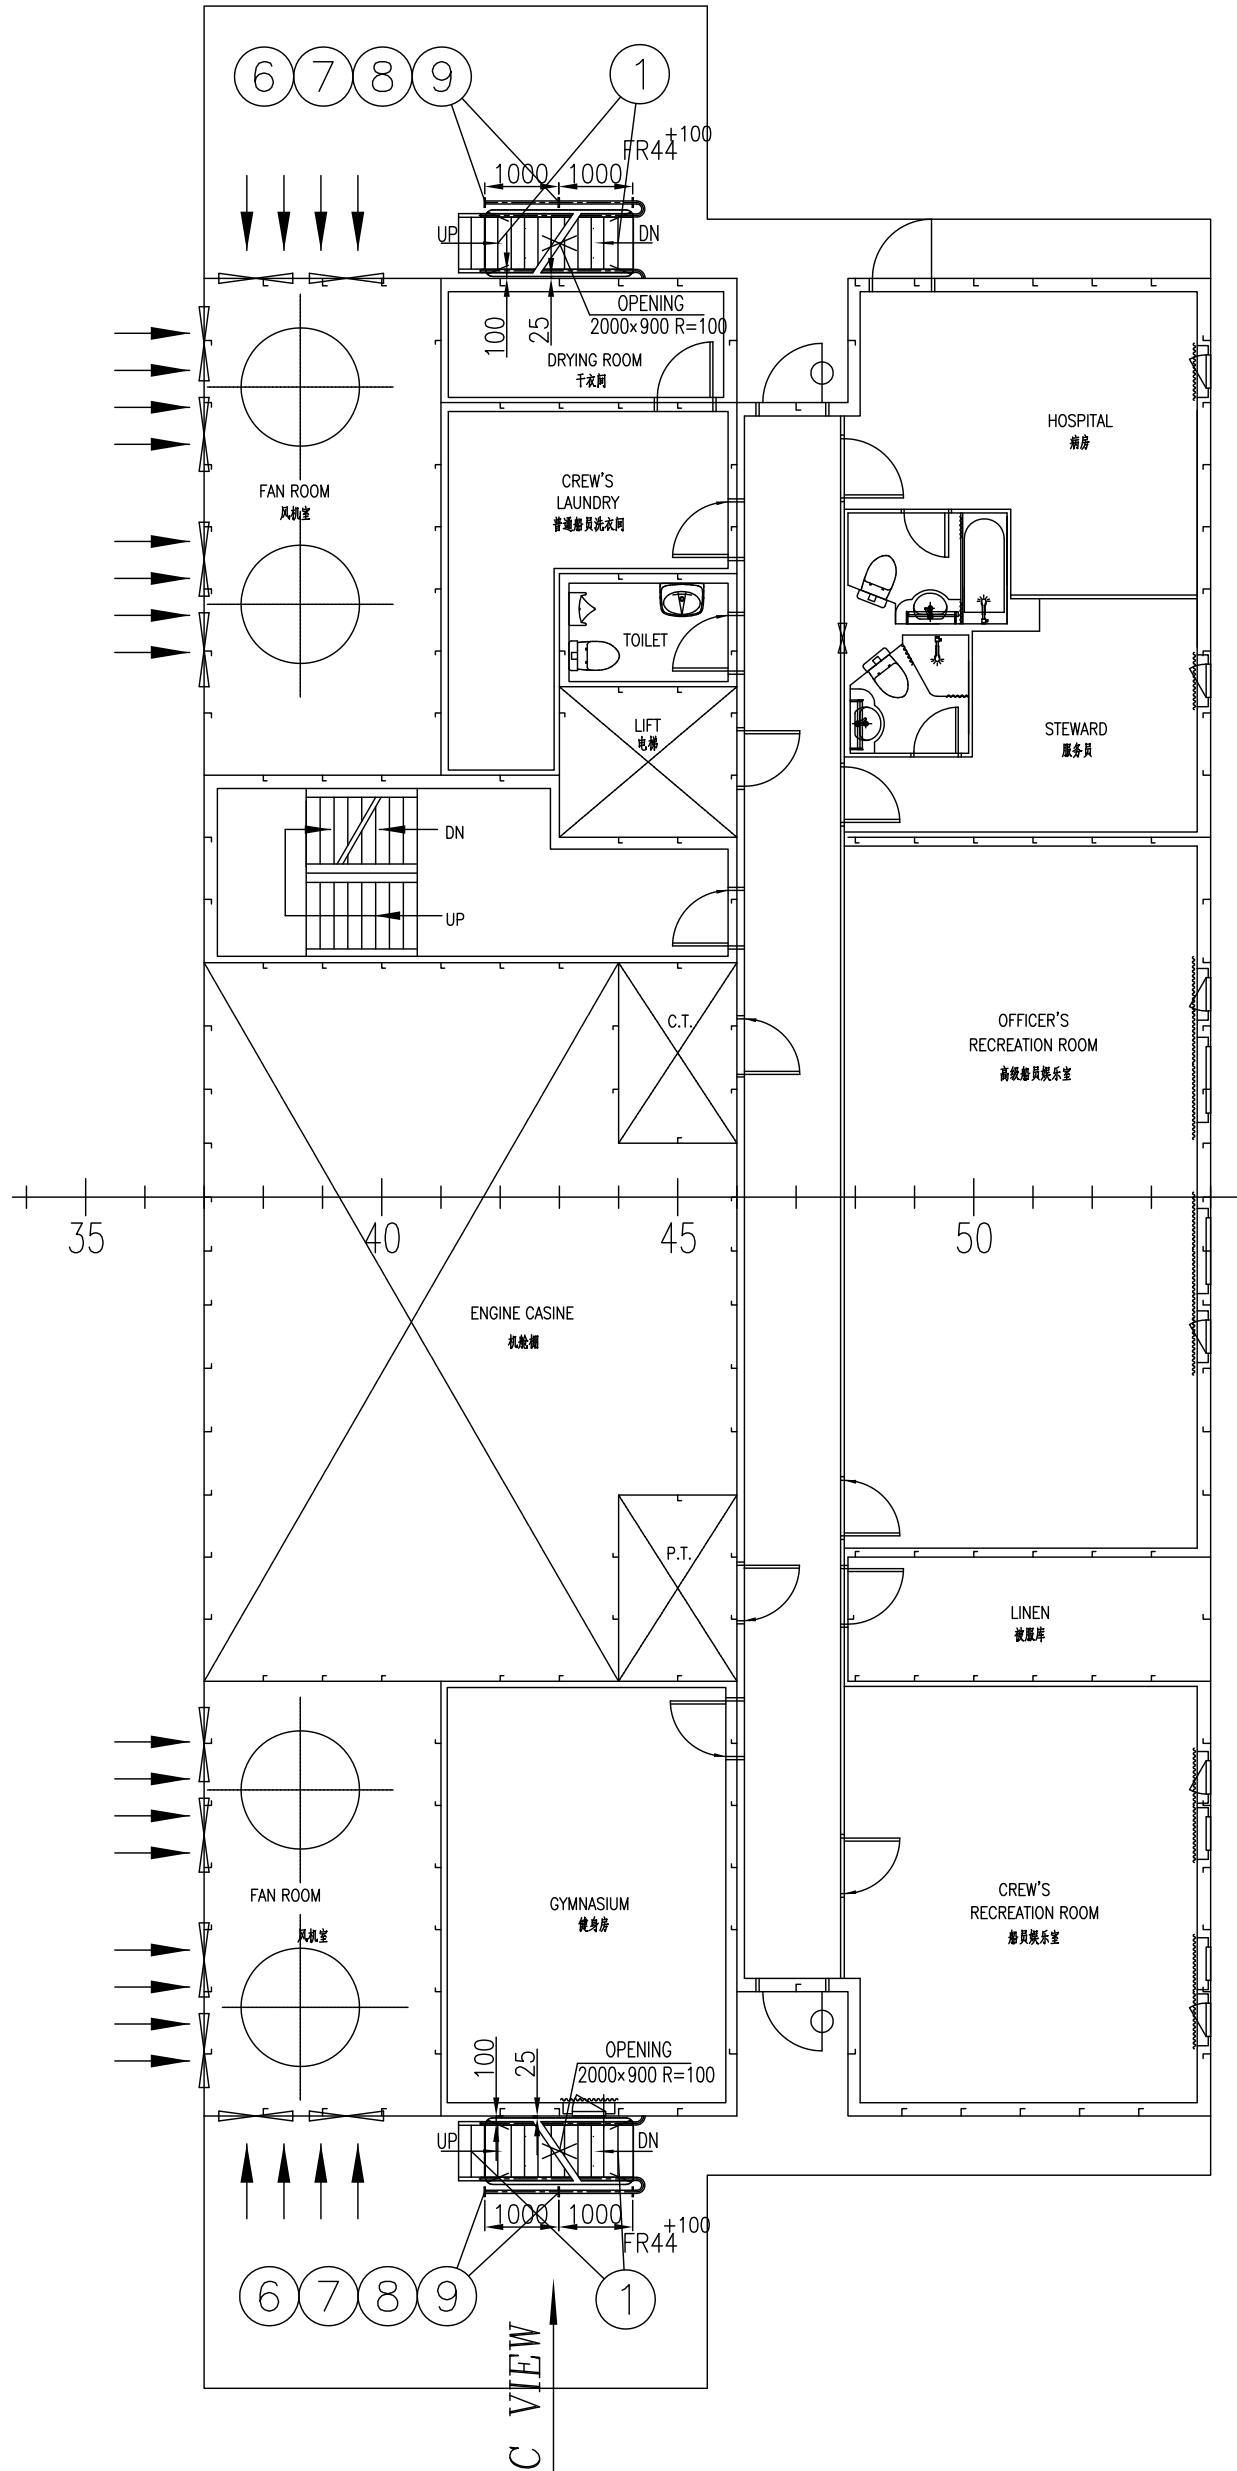 6 7 8 9 1
+100
FR44
1000 1000
UP DN
OPENING
2000×900 R=100
100 25
DRYING ROOM
干衣间
HOSPITAL
病房
CREW'S
LAUNDRY
普通船员洗衣间
FAN ROOM
风机室
TOILET
LIFT
电梯
STEWARD
服务员
DN
UP
C.T.
OFFICER'S
RECREATION ROOM
高级船员娱乐室
35 40 45 50
ENGINE CASINE
机舱棚
P.T.
LINEN
被服库
FAN ROOM
风机室
GYMNASIUM
健身房
CREW'S
RECREATION ROOM
船员娱乐室
100 25
OPENING
2000×900 R=100
UP DN
1000 1000
+100
FR44
6 7 8 9 1
C VIEW